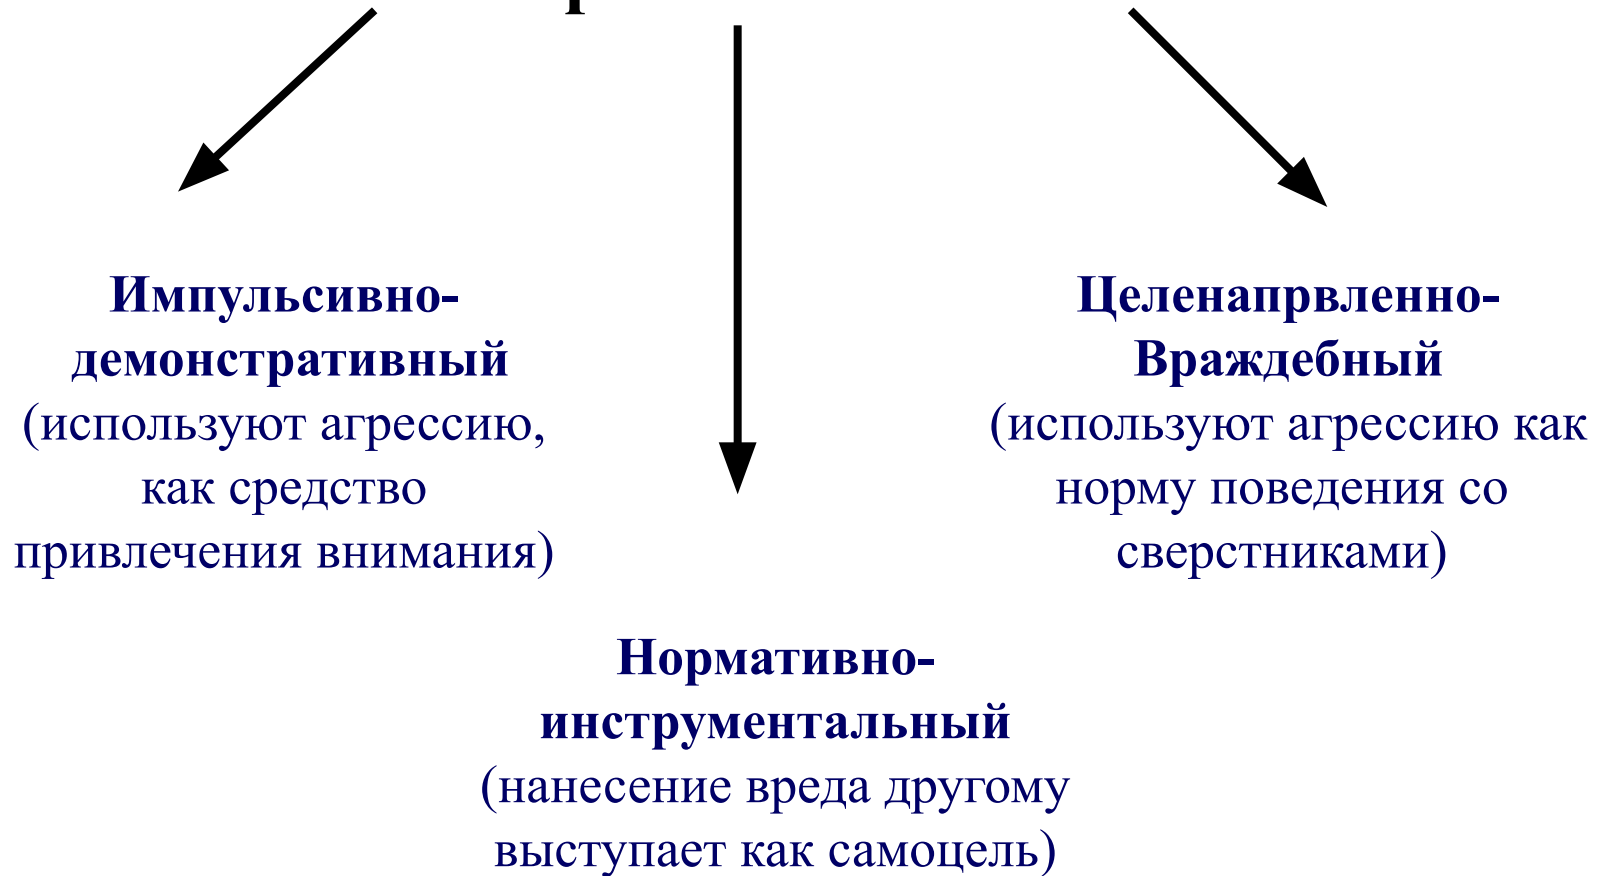 Импульсивно-
демонстративный
(используют агрессию,
как средство
привлечения внимания)
Целенапрвленно-
Враждебный
(используют агрессию как
норму поведения со
сверстниками)
Нормативно-
инструментальный
(нанесение вреда другому
выступает как самоцель)